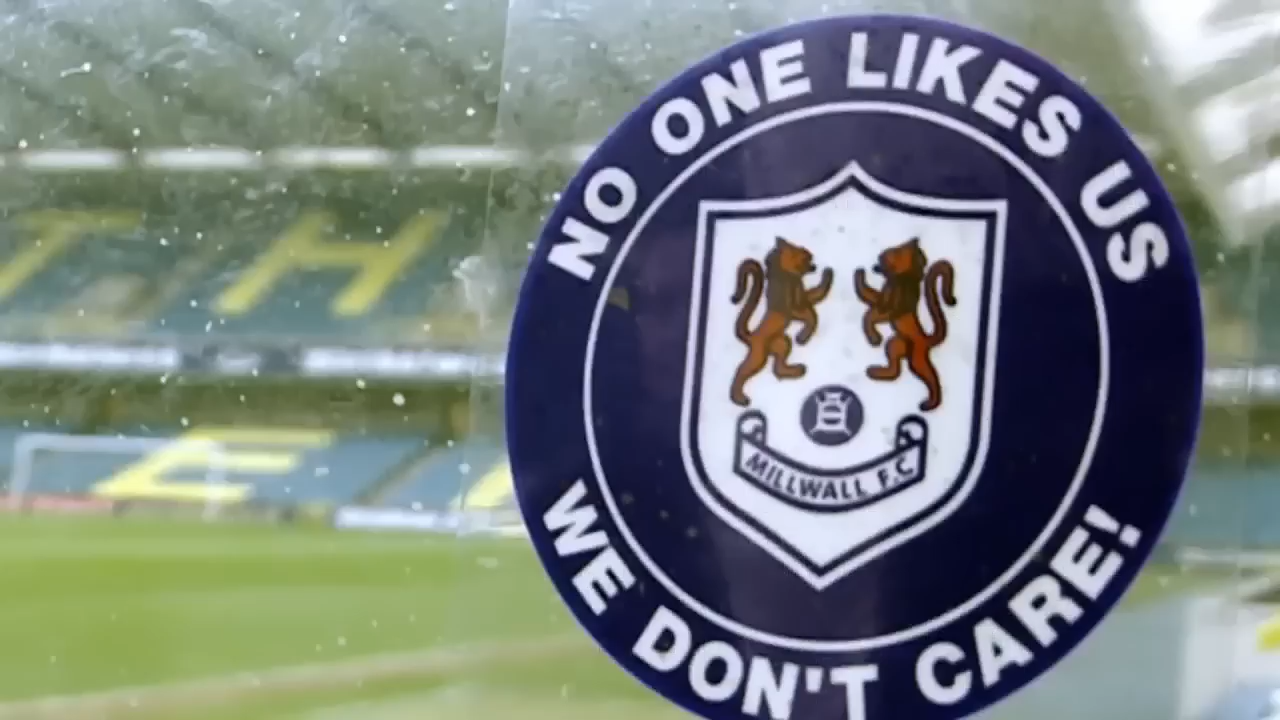 NO ONE LIKES US
MILLWALL F.C
WE DON'T CARE!
T H
E